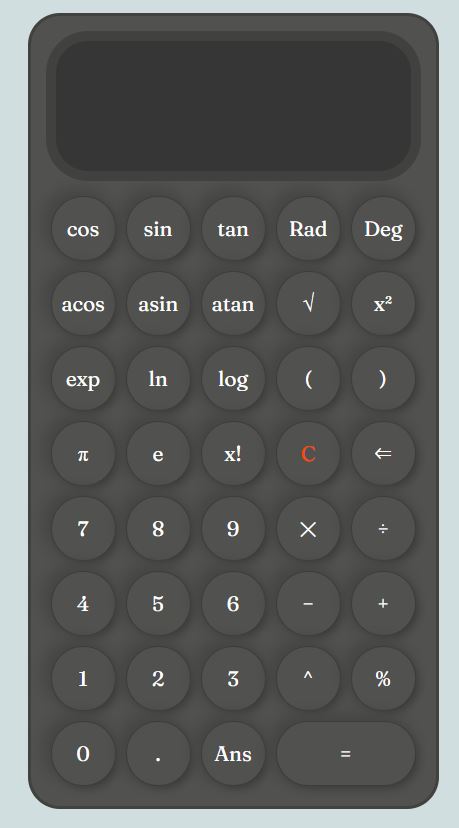 cos sin tan Rad Deg
acos asin atan √ x²
exp ln log ( )
π e x! C ⇐
7 8 9 × ÷
4 5 6 − +
1 2 3 ^ %
0 . Ans =